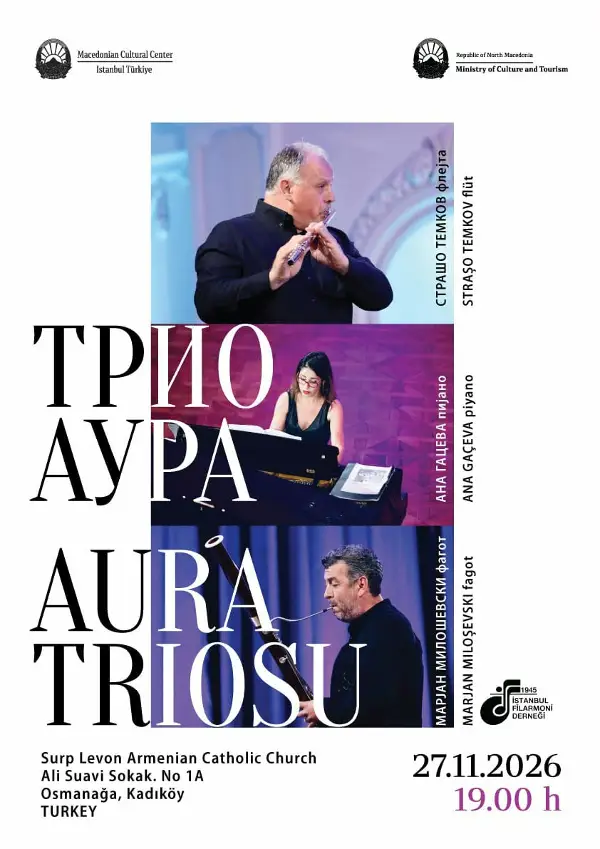 Macedonian Cultural Center
Istanbul Türkiye
Republic of North Macedonia
Ministry of Culture and Tourism
СТРАШО ТЕМКОВ флејта
STRAŞO TEMKOV flüt
ТРИО
АУРА
АНА ГАЦЕВА пијано
ANA GAÇEVA piyano
AURA
TRIOSU
МАРЈАН МИЛОШЕВСКИ фагот
MARJAN MILOŞEVSKI fagot
1945
İSTANBUL
FİLARMONİ
DERNEĞİ
Surp Levon Armenian Catholic Church
Ali Suavi Sokak. No 1A
Osmanağa, Kadıköy
TURKEY
27.11.2026
19.00 h